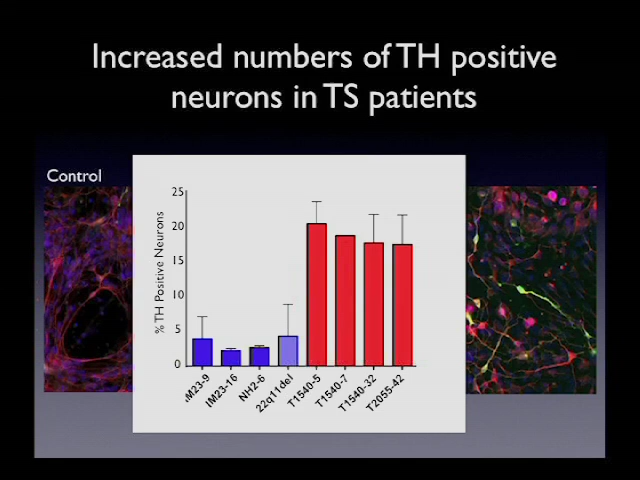 Increased numbers of TH positive
neurons in TS patients
Control
% TH Positive Neurons
25
20
15
10
5
0
IM23-9
IM23-16
NH2-6
22q11del
T1540-5
T1540-7
T1540-32
T2055-42